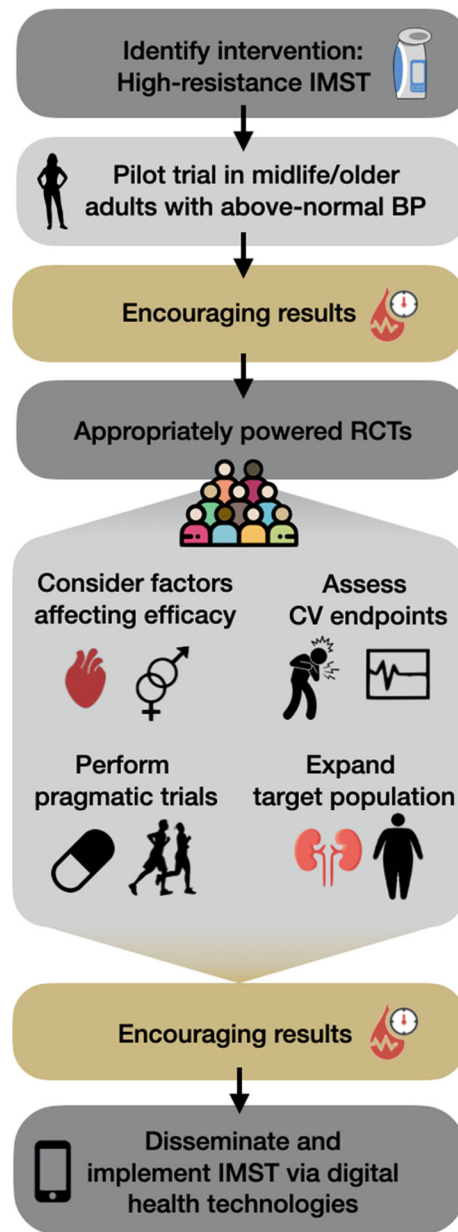 Identify intervention:
High-resistance IMST
Pilot trial in midlife/older
adults with above-normal BP
Encouraging results
Appropriately powered RCTs
Consider factors
affecting efficacy
Assess
CV endpoints
Perform
pragmatic trials
Expand
target population
Encouraging results
Disseminate and
implement IMST via digital
health technologies